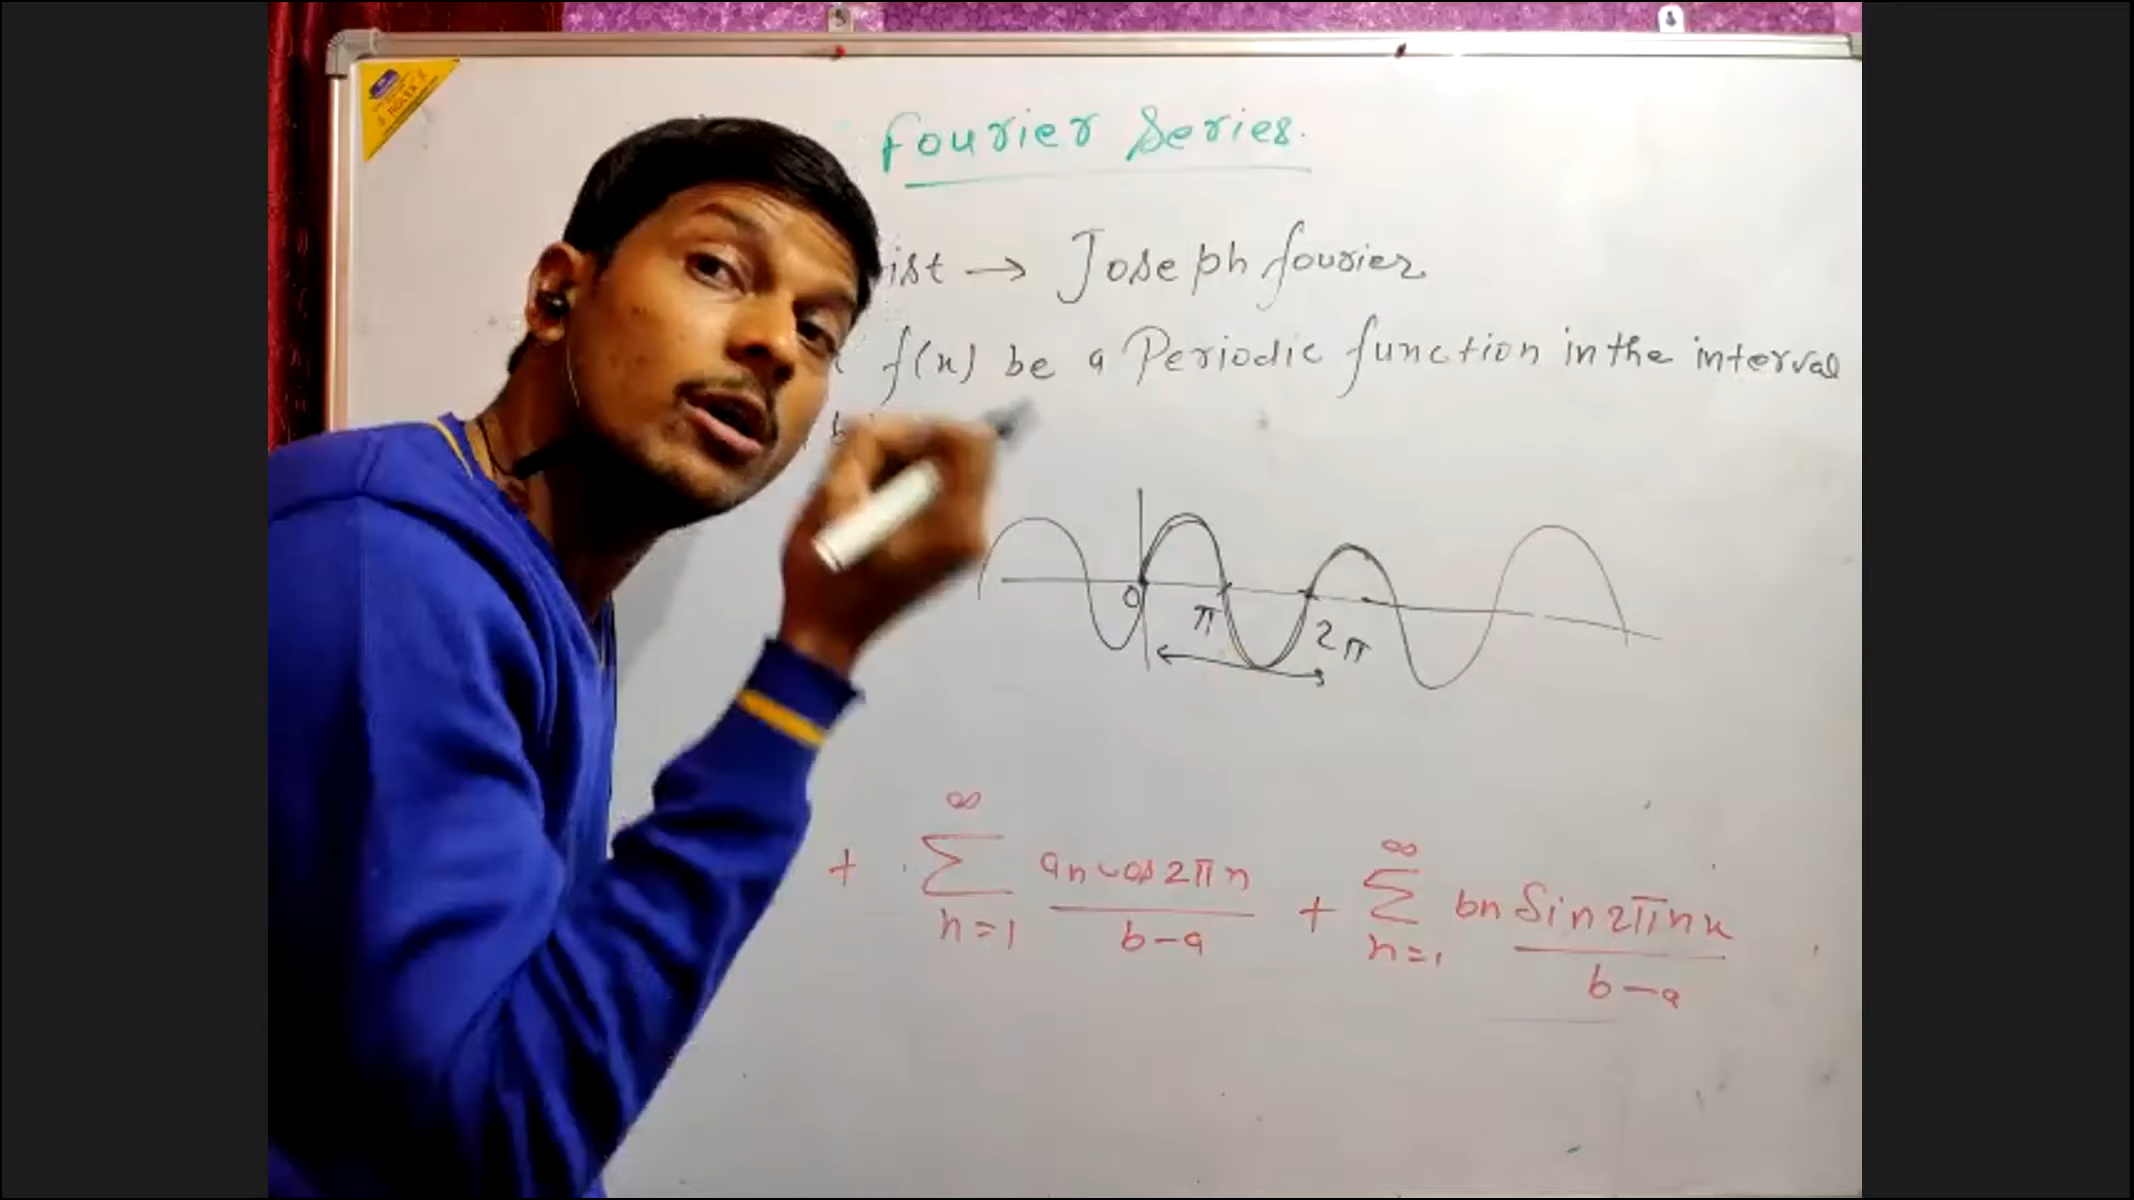 Fourier Series.
ist → Joseph fourier
f(x) be a Periodic function in the interval
b
0 π 2π
+ ∞∑n=1 an cos 2πn / b-a + ∞∑n=1 bn Sin 2πnx / b-a